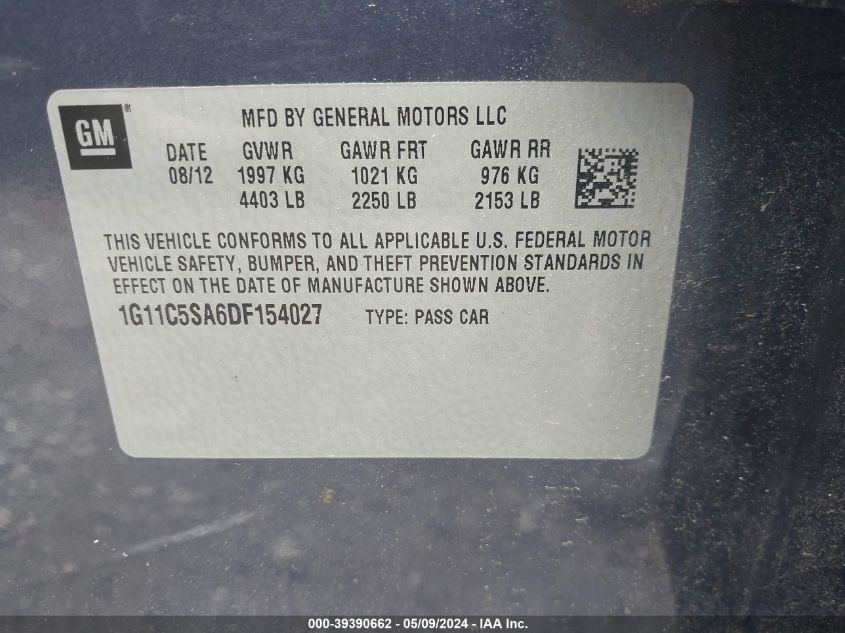 GM®
MFD BY GENERAL MOTORS LLC
DATE GVWR GAWR FRT GAWR RR
08/12 1997 KG 1021 KG 976 KG
4403 LB 2250 LB 2153 LB
THIS VEHICLE CONFORMS TO ALL APPLICABLE U.S. FEDERAL MOTOR
VEHICLE SAFETY, BUMPER, AND THEFT PREVENTION STANDARDS IN
EFFECT ON THE DATE OF MANUFACTURE SHOWN ABOVE.
1G11C5SA6DF154027 TYPE: PASS CAR
000-39390662 - 05/09/2024 - IAA Inc.